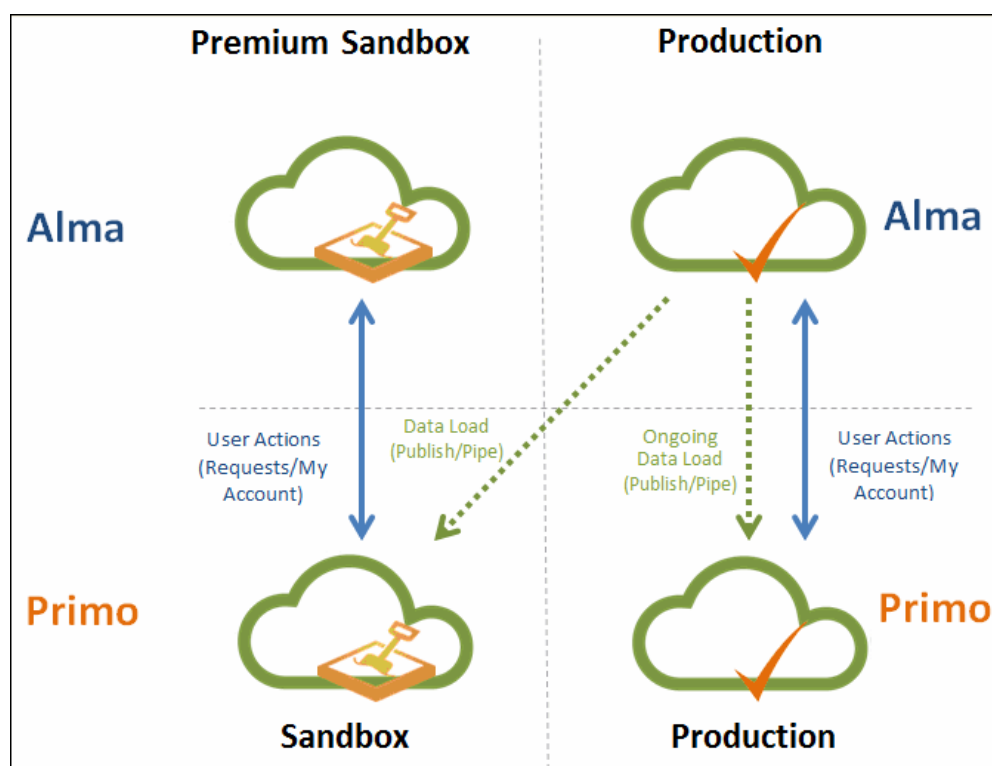 Premium Sandbox
Production
Alma
Alma
User Actions
(Requests/My
Account)
Data Load
(Publish/Pipe)
Ongoing
Data Load
(Publish/Pipe)
User Actions
(Requests/My
Account)
Primo
Primo
Sandbox
Production